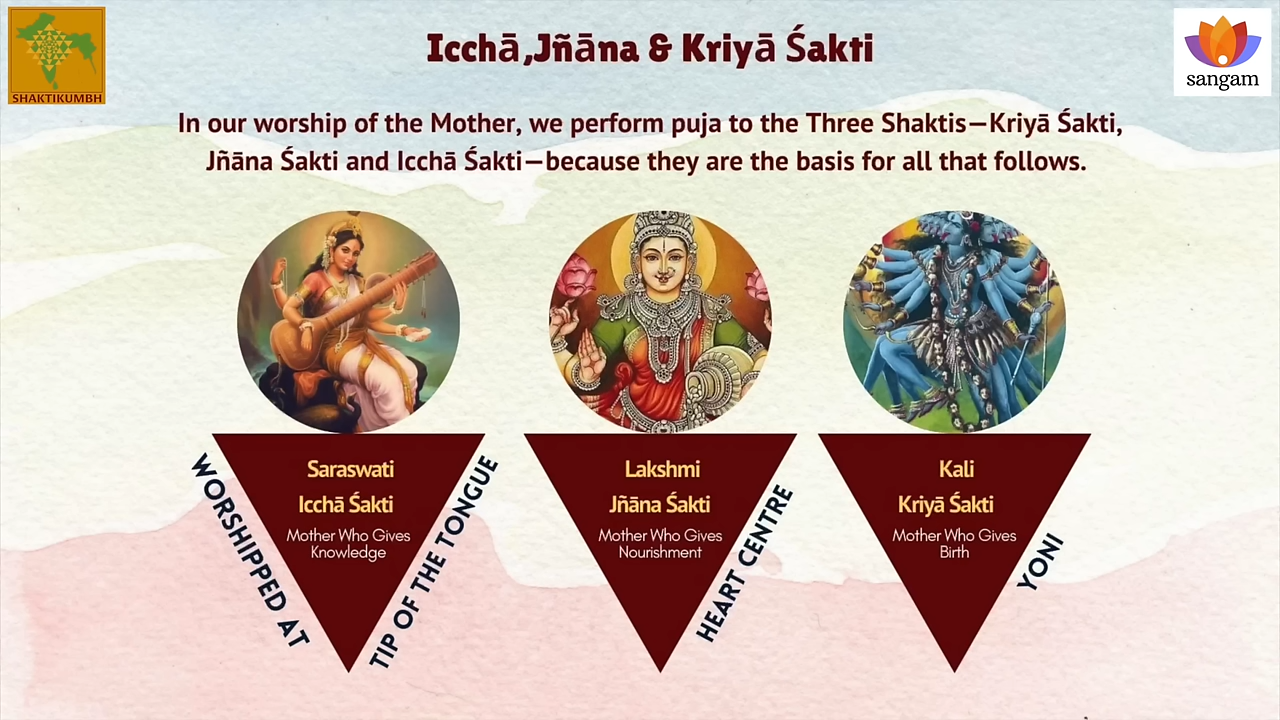 SHAKTIKUMBH
sangam
Icchā,Jñāna & Kriyā Śakti
In our worship of the Mother, we perform puja to the Three Shaktis—Kriyā Śakti,
Jñāna Śakti and Icchā Śakti—because they are the basis for all that follows.
WORSHIPPED AT
Saraswati
Icchā Śakti
Mother Who Gives
Knowledge
TIP OF THE TONGUE
Lakshmi
Jñāna Śakti
Mother Who Gives
Nourishment
HEART CENTRE
Kali
Kriyā Śakti
Mother Who Gives
Birth
YONI